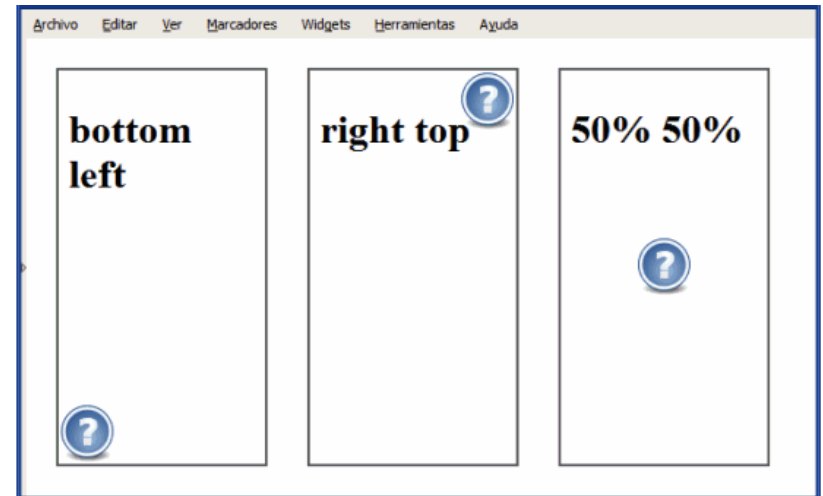 Archivo Editar Ver Marcadores Widgets Herramientas Ayuda
bottom
left
right top
50% 50%
?
?
?